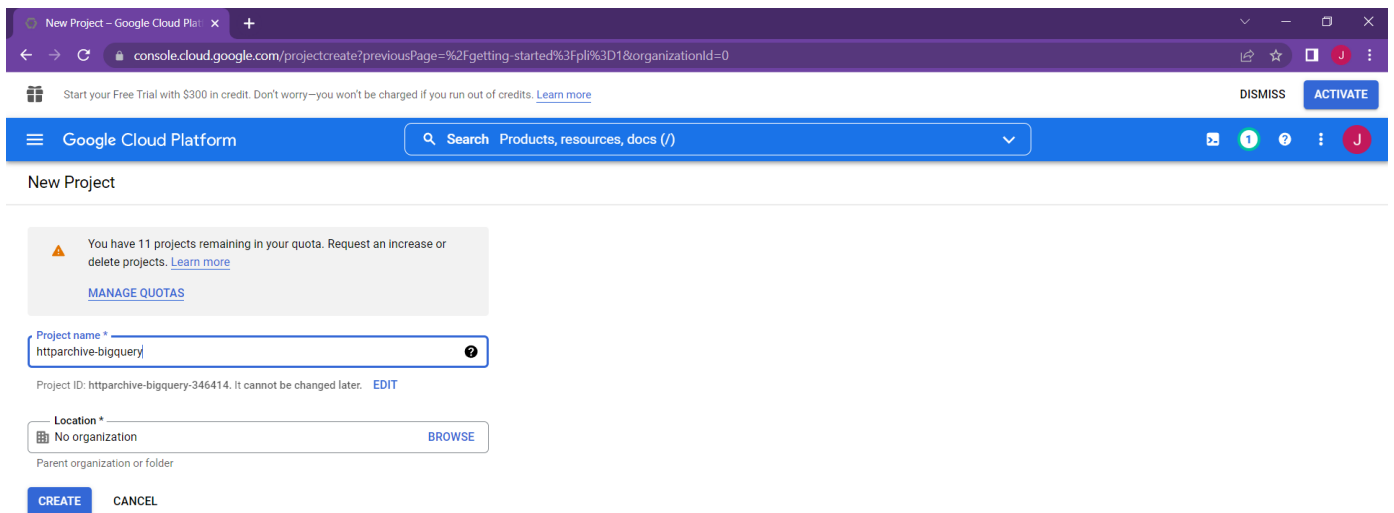 New Project – Google Cloud Plat
console.cloud.google.com/projectcreate?previousPage=%2Fgetting-started%3Fpli%3D1&organizationId=0
J
Start your Free Trial with $300 in credit. Don't worry—you won't be charged if you run out of credits. Learn more
DISMISS
ACTIVATE
Google Cloud Platform
Search Products, resources, docs (/)
1
J
New Project
You have 11 projects remaining in your quota. Request an increase or
delete projects. Learn more
MANAGE QUOTAS
Project name *
httparchive-bigquery
Project ID: httparchive-bigquery-346414. It cannot be changed later. EDIT
Location *
No organization
BROWSE
Parent organization or folder
CREATE
CANCEL